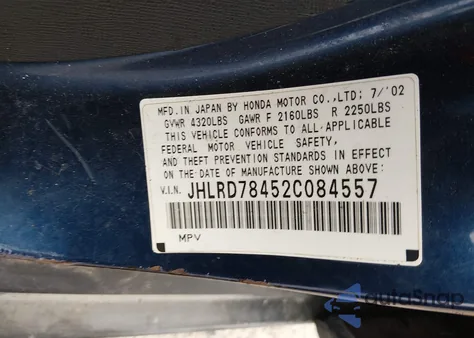 MFD.IN JAPAN BY HONDA MOTOR CO.,LTD; 7/'02
GVWR 4320LBS GAWR F 2160LBS R 2250LBS
THIS VEHICLE CONFORMS TO ALL APPLICABLE
FEDERAL MOTOR VEHICLE SAFETY,
AND THEFT PREVENTION STANDARDS IN EFFECT
ON THE DATE OF MANUFACTURE SHOWN ABOVE:
V.I.N. JHLRD78452C084557
MPV
autoSnap